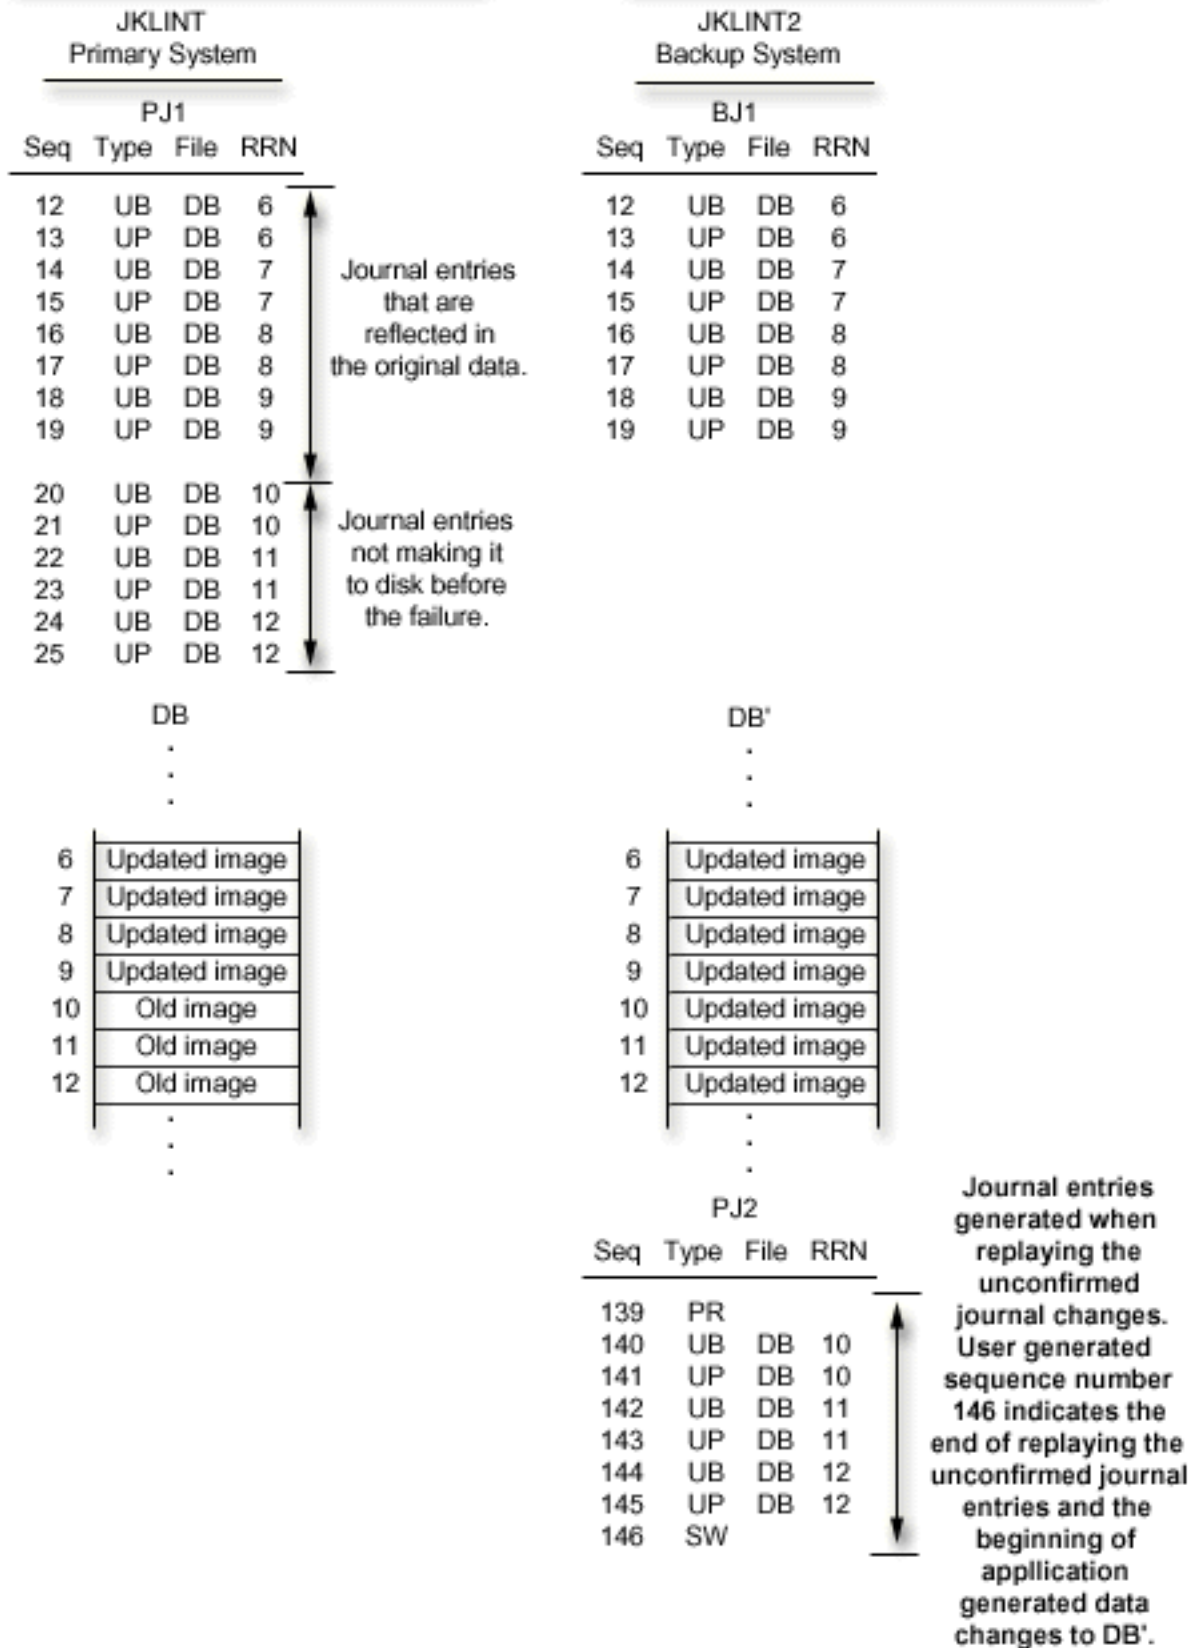 JKLINT
Primary System
PJ1
Seq Type File RRN
12 UB DB 6
13 UP DB 6
14 UB DB 7
15 UP DB 7
16 UB DB 8
17 UP DB 8
18 UB DB 9
19 UP DB 9
Journal entries
that are
reflected in
the original data.
20 UB DB 10
21 UP DB 10
22 UB DB 11
23 UP DB 11
24 UB DB 12
25 UP DB 12
Journal entries
not making it
to disk before
the failure.
JKLINT2
Backup System
BJ1
Seq Type File RRN
12 UB DB 6
13 UP DB 6
14 UB DB 7
15 UP DB 7
16 UB DB 8
17 UP DB 8
18 UB DB 9
19 UP DB 9
DB
6 Updated image
7 Updated image
8 Updated image
9 Updated image
10 Old image
11 Old image
12 Old image
DB'
6 Updated image
7 Updated image
8 Updated image
9 Updated image
10 Updated image
11 Updated image
12 Updated image
PJ2
Seq Type File RRN
139 PR
140 UB DB 10
141 UP DB 10
142 UB DB 11
143 UP DB 11
144 UB DB 12
145 UP DB 12
146 SW
Journal entries
generated when
replaying the
unconfirmed
journal changes.
User generated
sequence number
146 indicates the
end of replaying the
unconfirmed journal
entries and the
beginning of
appllication
generated data
changes to DB'.